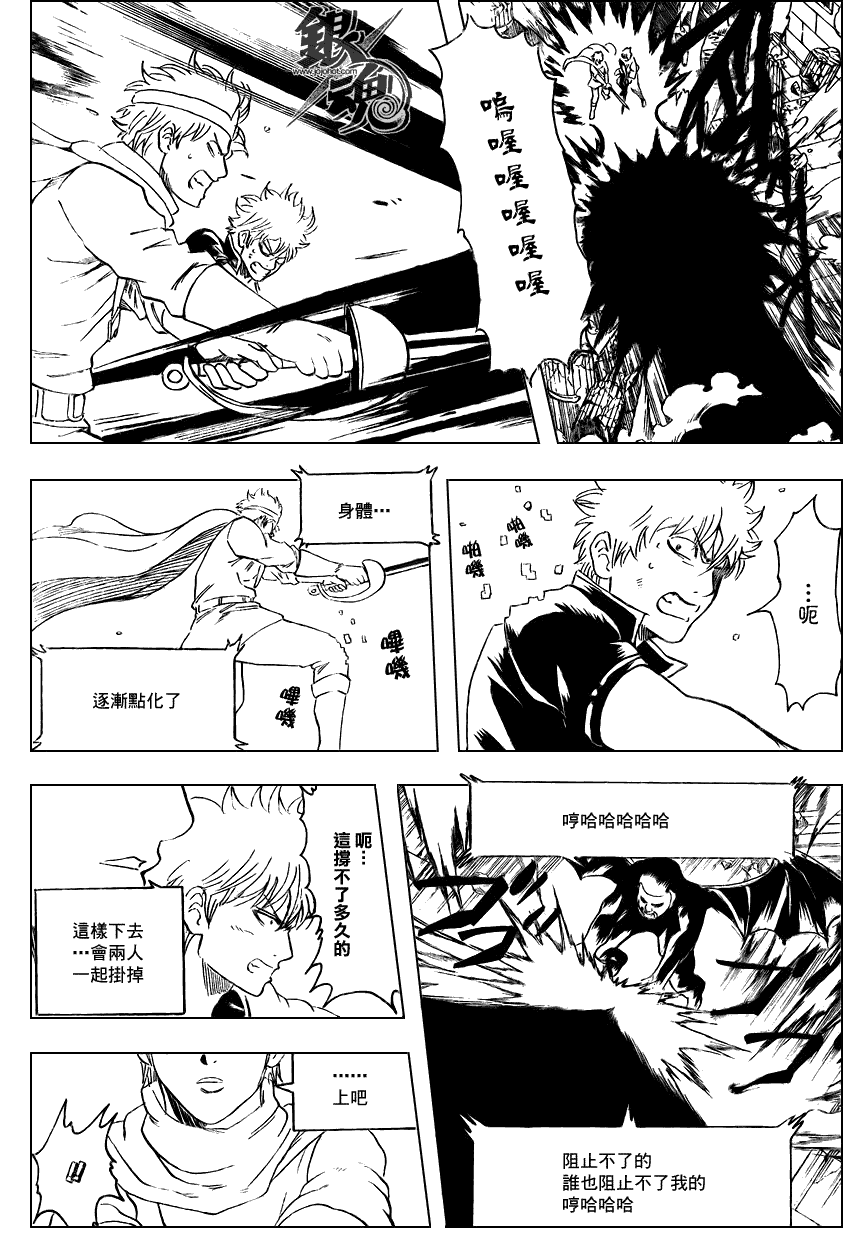 銀魂
www.jojohot.com
嗚喔喔喔喔喔
…呃
啪嘰
啪嘰
身體…
嚕嘰
嚕嘰
逐漸點化了
哼哈哈哈哈哈
阻止不了的
誰也阻止不了我的
哼哈哈哈
呃…
這撐不了多久的
這樣下去
…會兩人
一起掛掉
……
上吧
!!